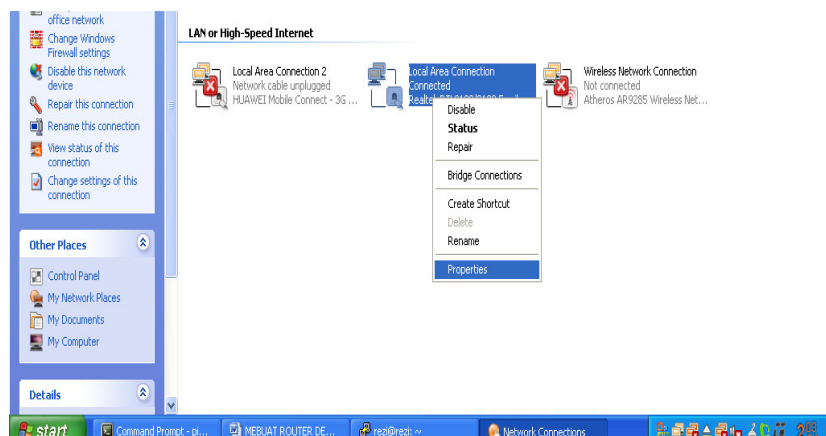 office network
Change Windows
Firewall settings
Disable this network
device
Repair this connection
Rename this connection
View status of this
connection
Change settings of this
connection
Other Places
Control Panel
My Network Places
My Documents
My Computer
Details
LAN or High-Speed Internet
Local Area Connection 2
Network cable unplugged
HUAWEI Mobile Connect - 3G ...
Local Area Connection
Connected
Realtek
Wireless Network Connection
Not connected
Atheros AR9285 Wireless Net...
Disable
Status
Repair
Bridge Connections
Create Shortcut
Delete
Rename
Properties
start
Command Prompt - pi...
MEBUAT ROUTER DE...
rezi@rezi: ~
Network Connections